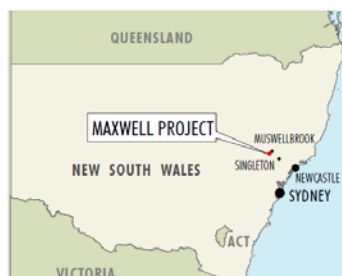 QUEENSLAND
MAXWELL PROJECT
MUSWELLBROOK
SINGLETON
NEW SOUTH WALES
NEWCASTLE
SYDNEY
ACT
VICTORIA